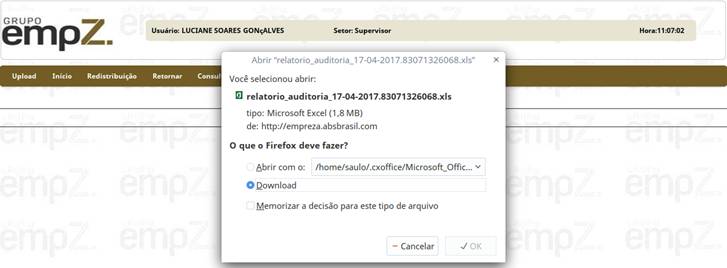 GRUPO
empZ.
Usuário: LUCIANE SOARES GONçALVES Setor: Supervisor Hora:11:07:02
Upload Início Redistribuição Retornar Consul
Abrir “relatorio_auditoria_17-04-2017.83071326068.xls”
Você selecionou abrir:
relatorio_auditoria_17-04-2017.83071326068.xls
tipo: Microsoft Excel (1,8 MB)
de: http://empreza.absbrasil.com
O que o Firefox deve fazer?
Abrir com o: /home/saulo/.cxoffice/Microsoft_Offic...
Download
Memorizar a decisão para este tipo de arquivo
Cancelar OK